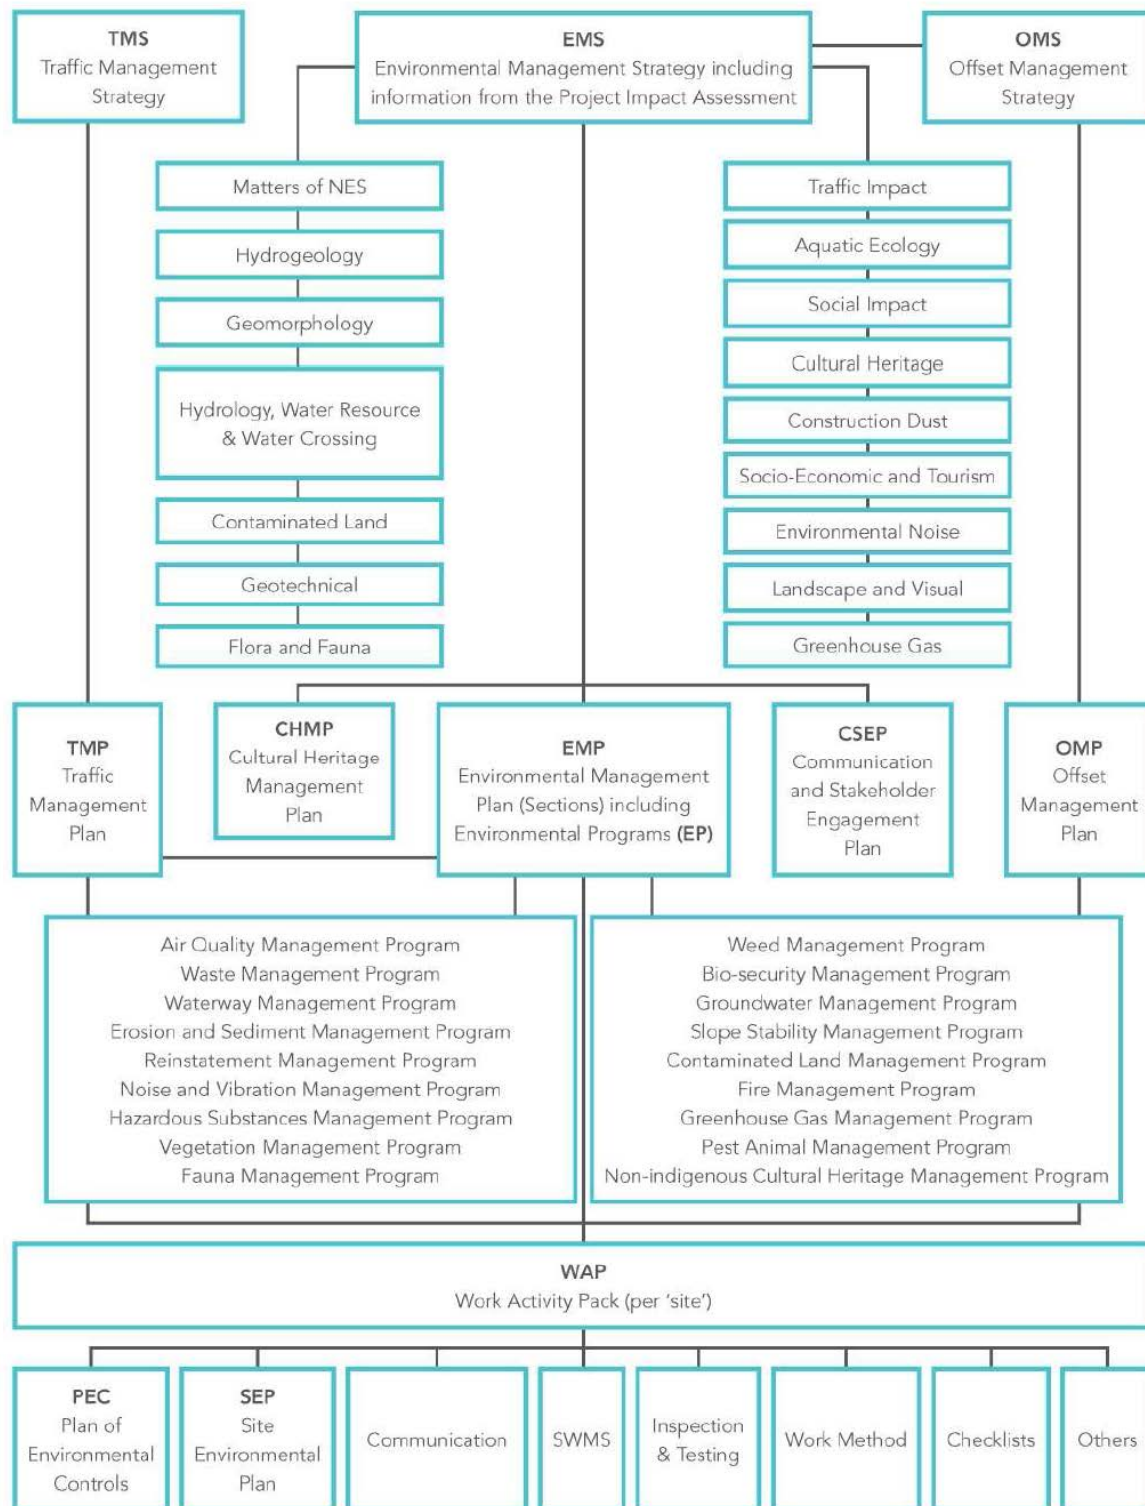 TMS
Traffic Management
Strategy
EMS
Environmental Management Strategy including
information from the Project Impact Assessment
OMS
Offset Management
Strategy
Matters of NES
Hydrogeology
Geomorphology
Hydrology, Water Resource
& Water Crossing
Contaminated Land
Geotechnical
Flora and Fauna
Traffic Impact
Aquatic Ecology
Social Impact
Cultural Heritage
Construction Dust
Socio-Economic and Tourism
Environmental Noise
Landscape and Visual
Greenhouse Gas
TMP
Traffic
Management
Plan
CHMP
Cultural Heritage
Management
Plan
EMP
Environmental Management
Plan (Sections) including
Environmental Programs (EP)
CSEP
Communication
and Stakeholder
Engagement
Plan
OMP
Offset
Management
Plan
Air Quality Management Program
Waste Management Program
Waterway Management Program
Erosion and Sediment Management Program
Reinstatement Management Program
Noise and Vibration Management Program
Hazardous Substances Management Program
Vegetation Management Program
Fauna Management Program
Weed Management Program
Bio-security Management Program
Groundwater Management Program
Slope Stability Management Program
Contaminated Land Management Program
Fire Management Program
Greenhouse Gas Management Program
Pest Animal Management Program
Non-indigenous Cultural Heritage Management Program
WAP
Work Activity Pack (per ‘site’)
PEC
Plan of
Environmental
Controls
SEP
Site
Environmental
Plan
Communication
SWMS
Inspection
& Testing
Work Method
Checklists
Others